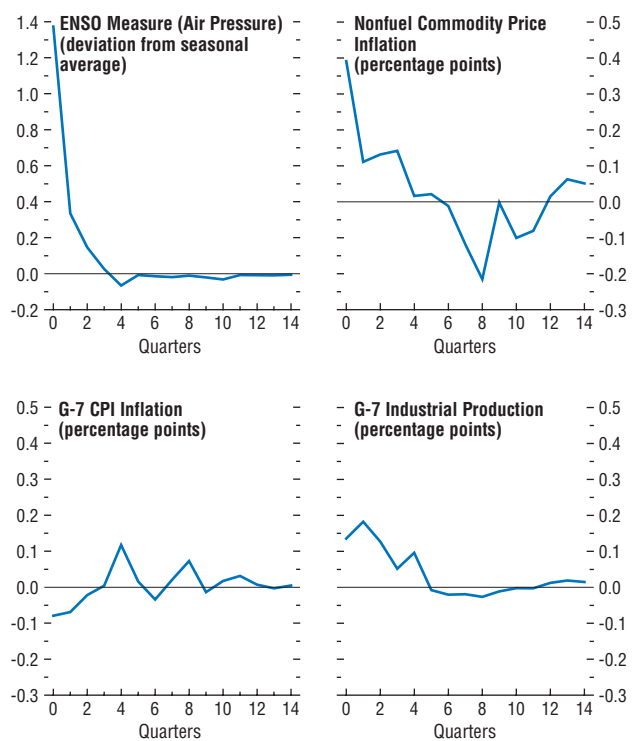 ENSO Measure (Air Pressure)
(deviation from seasonal
average)
1.4
1.2
1.0
0.8
0.6
0.4
0.2
0.0
-0.2
0 2 4 6 8 10 12 14
Quarters
Nonfuel Commodity Price
Inflation
(percentage points)
0.5
0.4
0.3
0.2
0.1
0.0
-0.1
-0.2
-0.3
0 2 4 6 8 10 12 14
Quarters
G-7 CPI Inflation
(percentage points)
0.5
0.4
0.3
0.2
0.1
0.0
-0.1
-0.2
-0.3
0 2 4 6 8 10 12 14
Quarters
G-7 Industrial Production
(percentage points)
0.5
0.4
0.3
0.2
0.1
0.0
-0.1
-0.2
-0.3
0 2 4 6 8 10 12 14
Quarters